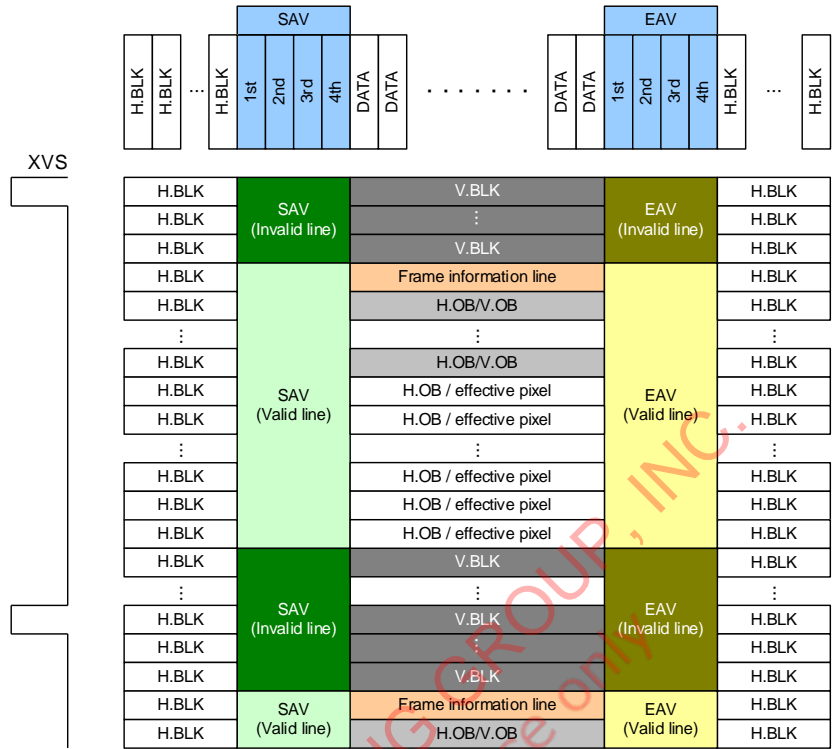 SAV EAV
H.BLK H.BLK ... H.BLK 1st 2nd 3rd 4th DATA DATA ....... DATA DATA 1st 2nd 3rd 4th H.BLK ... H.BLK
XVS
H.BLK V.BLK H.BLK
H.BLK SAV (Invalid line) ⋮ EAV (Invalid line) H.BLK
H.BLK V.BLK H.BLK
H.BLK Frame information line H.BLK
H.BLK H.OB/V.OB H.BLK
⋮ ⋮ ⋮
H.BLK H.OB/V.OB H.BLK
H.BLK SAV (Valid line) H.OB / effective pixel EAV (Valid line) H.BLK
H.BLK H.OB / effective pixel H.BLK
⋮ ⋮ ⋮
H.BLK H.OB / effective pixel H.BLK
H.BLK H.OB / effective pixel H.BLK
H.BLK H.OB / effective pixel H.BLK
H.BLK V.BLK H.BLK
⋮ ⋮ ⋮
H.BLK SAV (Invalid line) V.BLK EAV (Invalid line) H.BLK
H.BLK ⋮ H.BLK
H.BLK V.BLK H.BLK
H.BLK SAV (Valid line) Frame information line EAV (Valid line) H.BLK
H.BLK H.OB/V.OB H.BLK
GROUP, INC.
only